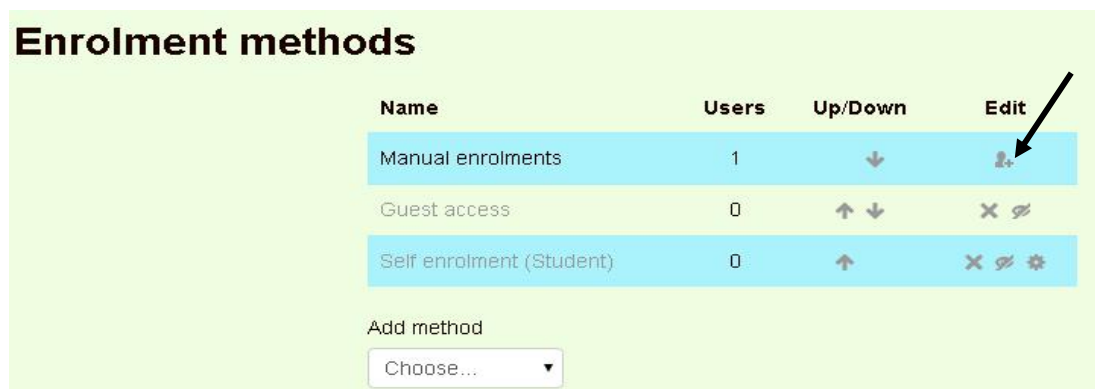 Enrolment methods
Name Users Up/Down Edit
Manual enrolments 1
Guest access 0
Self enrolment (Student) 0
Add method
Choose...